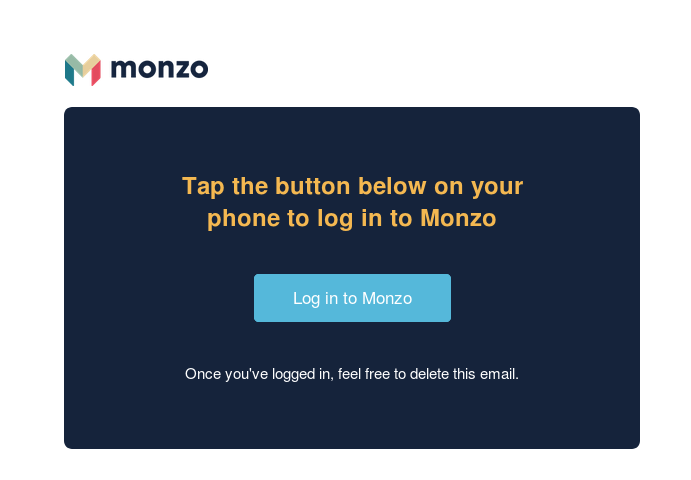 monzo
Tap the button below on your
phone to log in to Monzo
Log in to Monzo
Once you've logged in, feel free to delete this email.